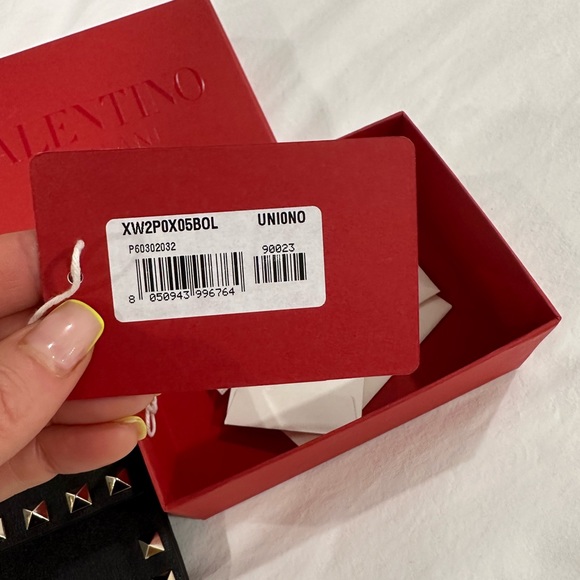 VALENTINO
XW2P0X05BOL UNI0NO
P60302032 90023
8 050943 996764